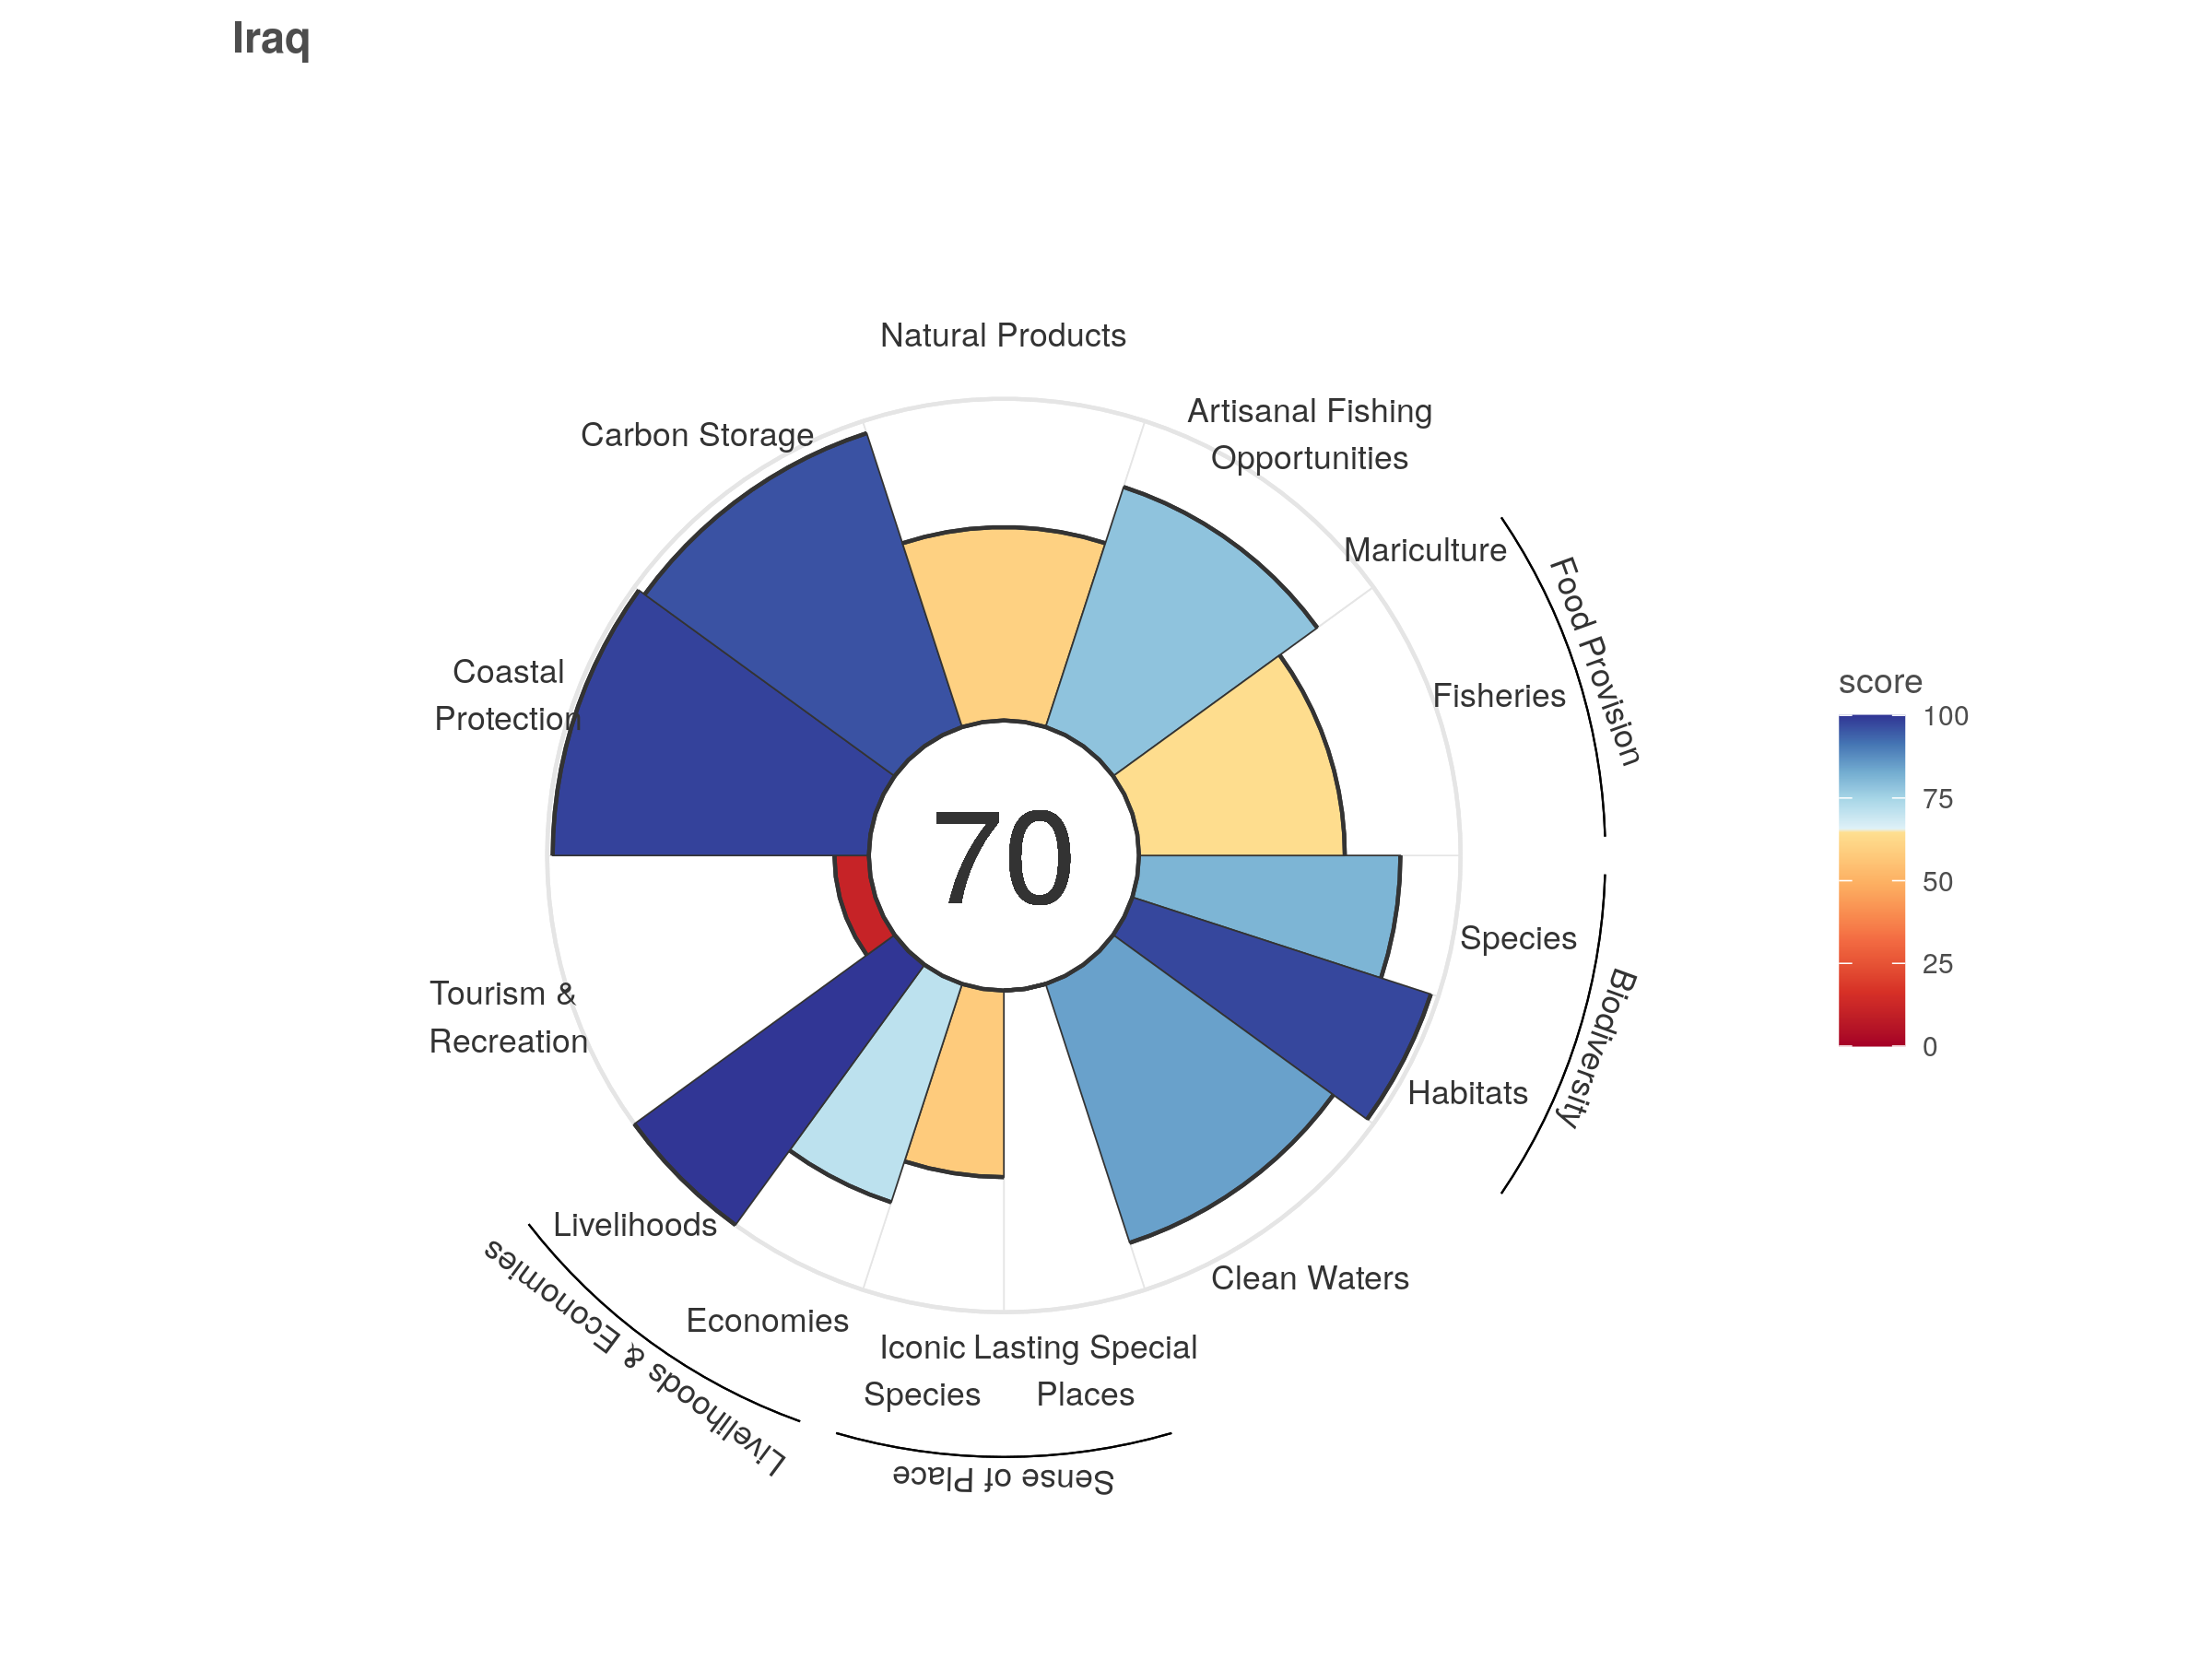 Iraq
Natural Products
Artisanal Fishing
Opportunities
Carbon Storage
Mariculture
Food Provision
Fisheries
Coastal
Protection
70
Species
Biodiversity
Habitats
Tourism &
Recreation
Livelihoods
Clean Waters
Economies
Livelihoods & Economies
Iconic
Species
Lasting Special
Places
Sense of Place
score
100
75
50
25
0